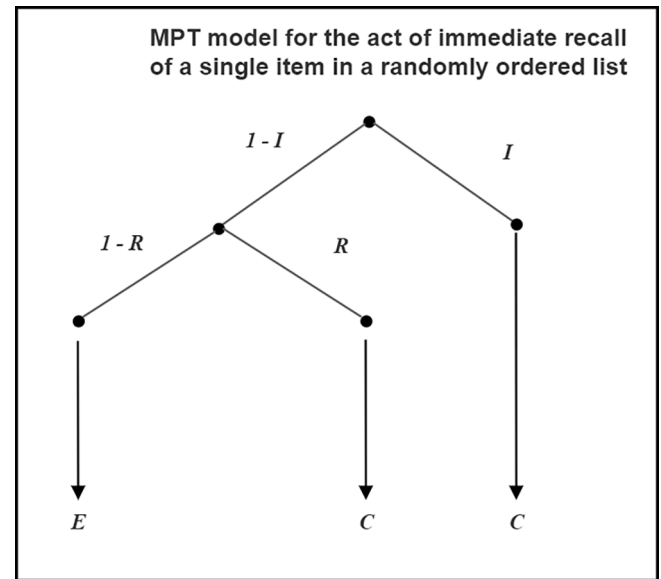 MPT model for the act of immediate recall
of a single item in a randomly ordered list
1 - I
I
1 - R
R
E
C
C